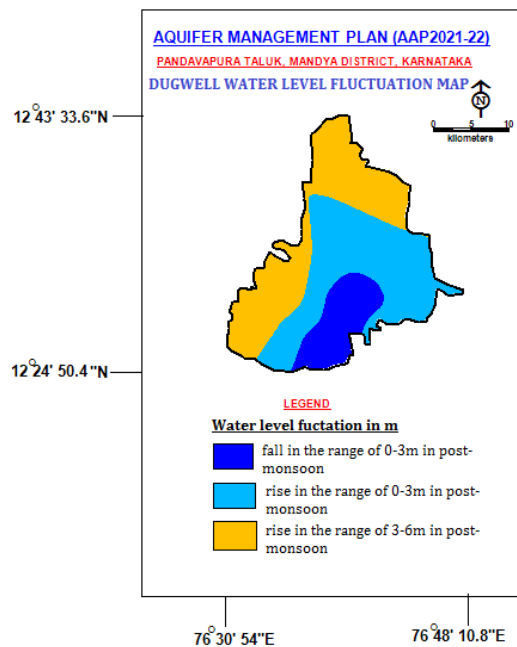 AQUIFER MANAGEMENT PLAN (AAP2021-22)
PANDAVAPURA TALUK, MANDYA DISTRICT, KARNATAKA
DUGWELL WATER LEVEL FLUCTUATION MAP
N
12° 43' 33.6"N
0 5 10
kilometers
12° 24' 50.4"N
LEGEND
Water level fuctation in m
fall in the range of 0-3m in post-
monsoon
rise in the range of 0-3m in post-
monsoon
rise in the range of 3-6m in post-
monsoon
76° 30' 54"E
76° 48' 10.8"E